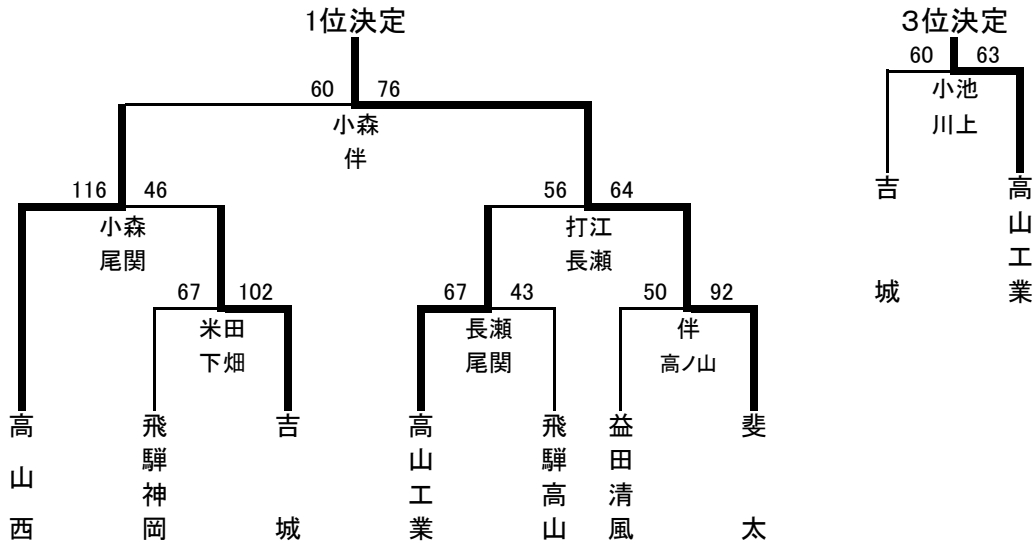 1位決定
3位決定
60 76
小森
伴
60 63
小池
川上
吉城
高山工業
116 46
小森
尾関
56 64
打江
長瀬
67 102
米田
下畑
67 43
長瀬
尾関
50 92
伴
高ノ山
高山西
飛騨神岡
吉城
高山工業
飛騨高山
益田清風
斐太